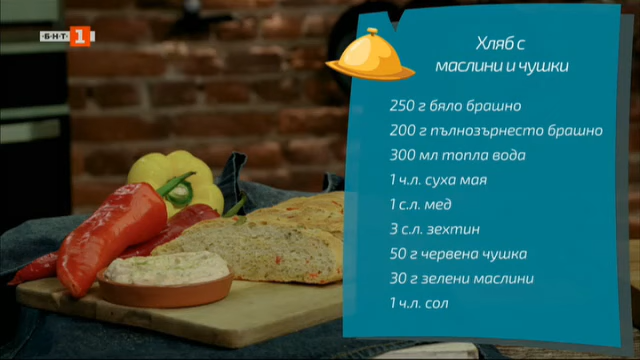 БНТ 1
Хляб с
маслини и чушки
250 г бяло брашно
200 г пълнозърнесто брашно
300 мл топла вода
1 ч.л. суха мая
1 с.л. мед
3 с.л. зехтин
50 г червена чушка
30 г зелени маслини
1 ч.л. сол